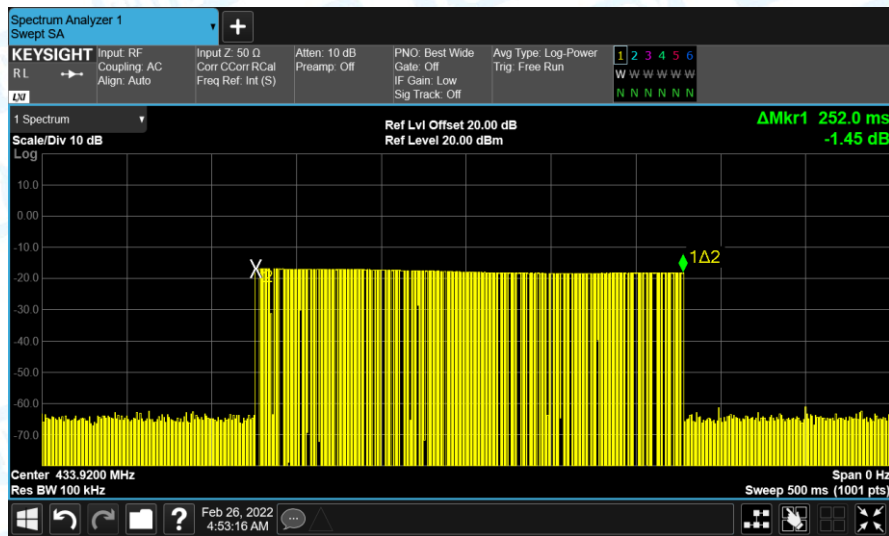 Spectrum Analyzer 1
Swept SA
+
KEYSIGHT
RL
LXI
Input: RF
Coupling: AC
Align: Auto
Input Z: 50 Ω
Corr CCorr RCal
Freq Ref: Int (S)
Atten: 10 dB
Preamp: Off
PNO: Best Wide
Gate: Off
IF Gain: Low
Sig Track: Off
Avg Type: Log-Power
Trig: Free Run
1 2 3 4 5 6
W W W W W W
N N N N N N
1 Spectrum
Scale/Div 10 dB
Ref Lvl Offset 20.00 dB
Ref Level 20.00 dBm
ΔMkr1 252.0 ms
-1.45 dB
Log
10.0
0.00
-10.0
-20.0
-30.0
-40.0
-50.0
-60.0
-70.0
X2
1Δ2
Center 433.9200 MHz
Res BW 100 kHz
Span 0 Hz
Sweep 500 ms (1001 pts)
?
Feb 26, 2022
4:53:16 AM